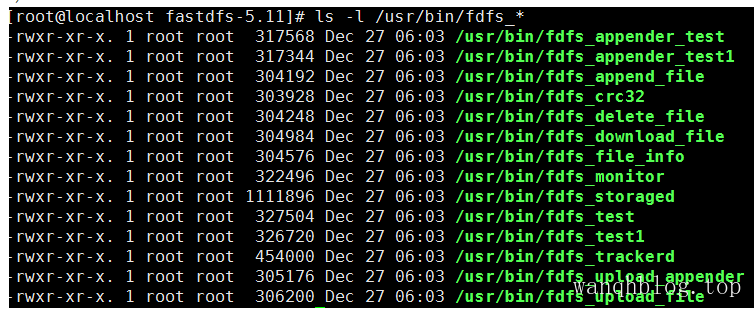 [root@localhost fastdfs-5.11]# ls -l /usr/bin/fdfs_*
-rwxr-xr-x. 1 root root  317568 Dec 27 06:03 /usr/bin/fdfs_appender_test
-rwxr-xr-x. 1 root root  317344 Dec 27 06:03 /usr/bin/fdfs_appender_test1
-rwxr-xr-x. 1 root root  304192 Dec 27 06:03 /usr/bin/fdfs_append_file
-rwxr-xr-x. 1 root root  303928 Dec 27 06:03 /usr/bin/fdfs_crc32
-rwxr-xr-x. 1 root root  304248 Dec 27 06:03 /usr/bin/fdfs_delete_file
-rwxr-xr-x. 1 root root  304984 Dec 27 06:03 /usr/bin/fdfs_download_file
-rwxr-xr-x. 1 root root  304576 Dec 27 06:03 /usr/bin/fdfs_file_info
-rwxr-xr-x. 1 root root  322496 Dec 27 06:03 /usr/bin/fdfs_monitor
-rwxr-xr-x. 1 root root 1111896 Dec 27 06:03 /usr/bin/fdfs_storaged
-rwxr-xr-x. 1 root root  327504 Dec 27 06:03 /usr/bin/fdfs_test
-rwxr-xr-x. 1 root root  326720 Dec 27 06:03 /usr/bin/fdfs_test1
-rwxr-xr-x. 1 root root  454000 Dec 27 06:03 /usr/bin/fdfs_trackerd
-rwxr-xr-x. 1 root root  305176 Dec 27 06:03 /usr/bin/fdfs_upload_appender
-rwxr-xr-x. 1 root root  306200 Dec 27 06:03 /usr/bin/fdfs_upload_file
wanqhblog.top